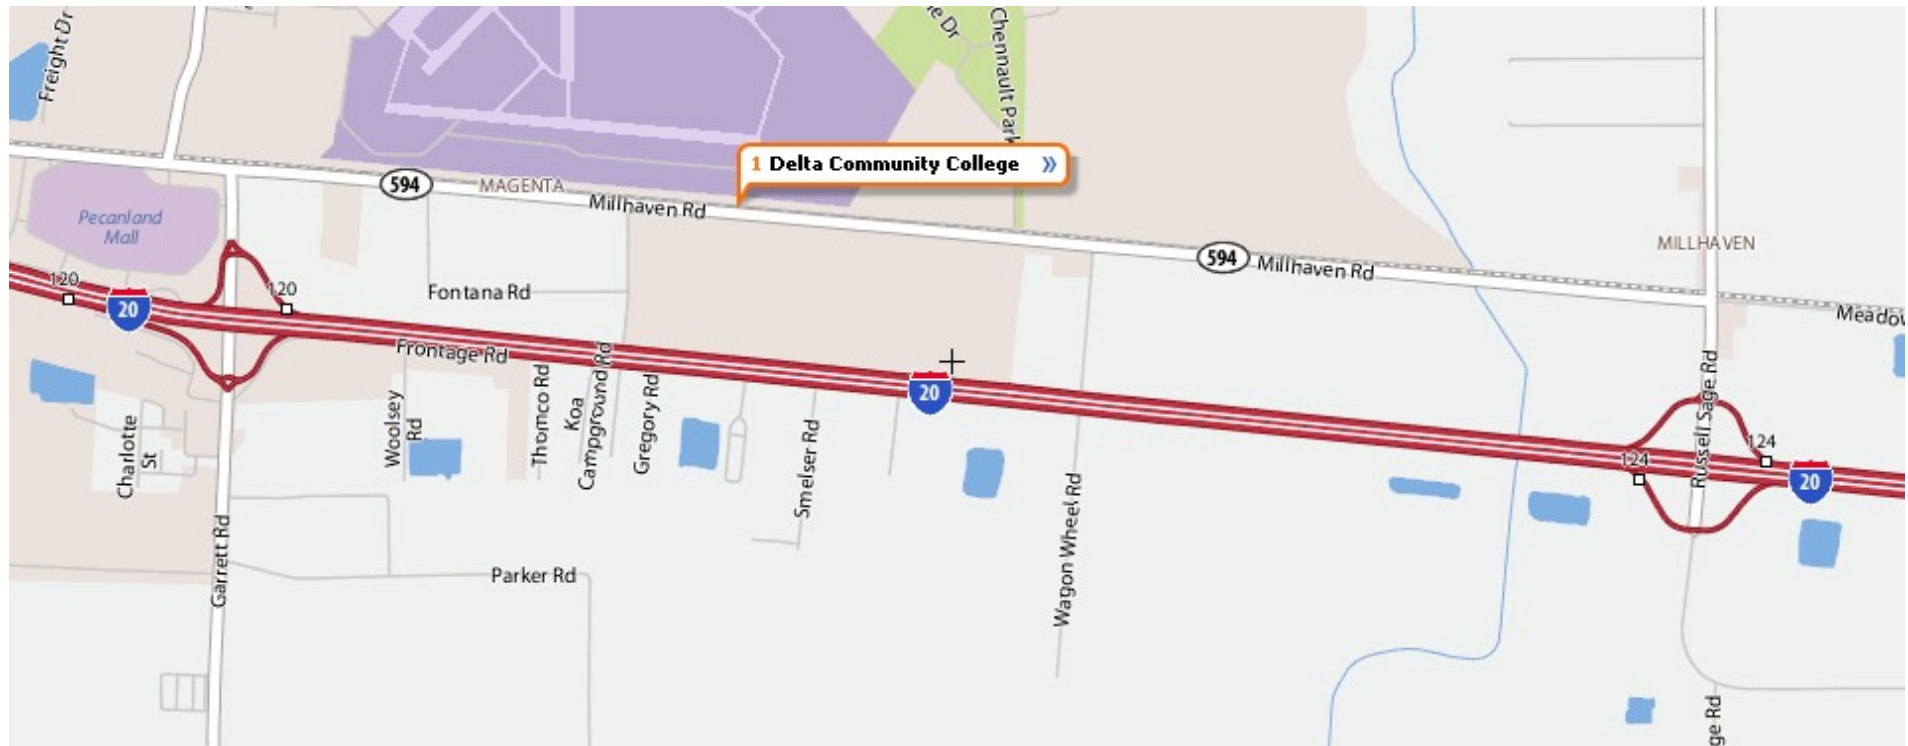 Freight Dr
ne Dr
Chennault Park
1 Delta Community College »
594
MAGENTA
Millhaven Rd
Pecanland
Mall
594
Millhaven Rd
MILLHAVEN
120
120
20
Fontana Rd
Meadow
Frontage Rd
20
Charlotte
St
Woolsey
Rd
Thomco Rd
Koa
Campground Rd
Gregory Rd
Smelser Rd
Russell Sage Rd
124
124
20
Garrett Rd
Wagon Wheel Rd
Parker Rd
ge Rd